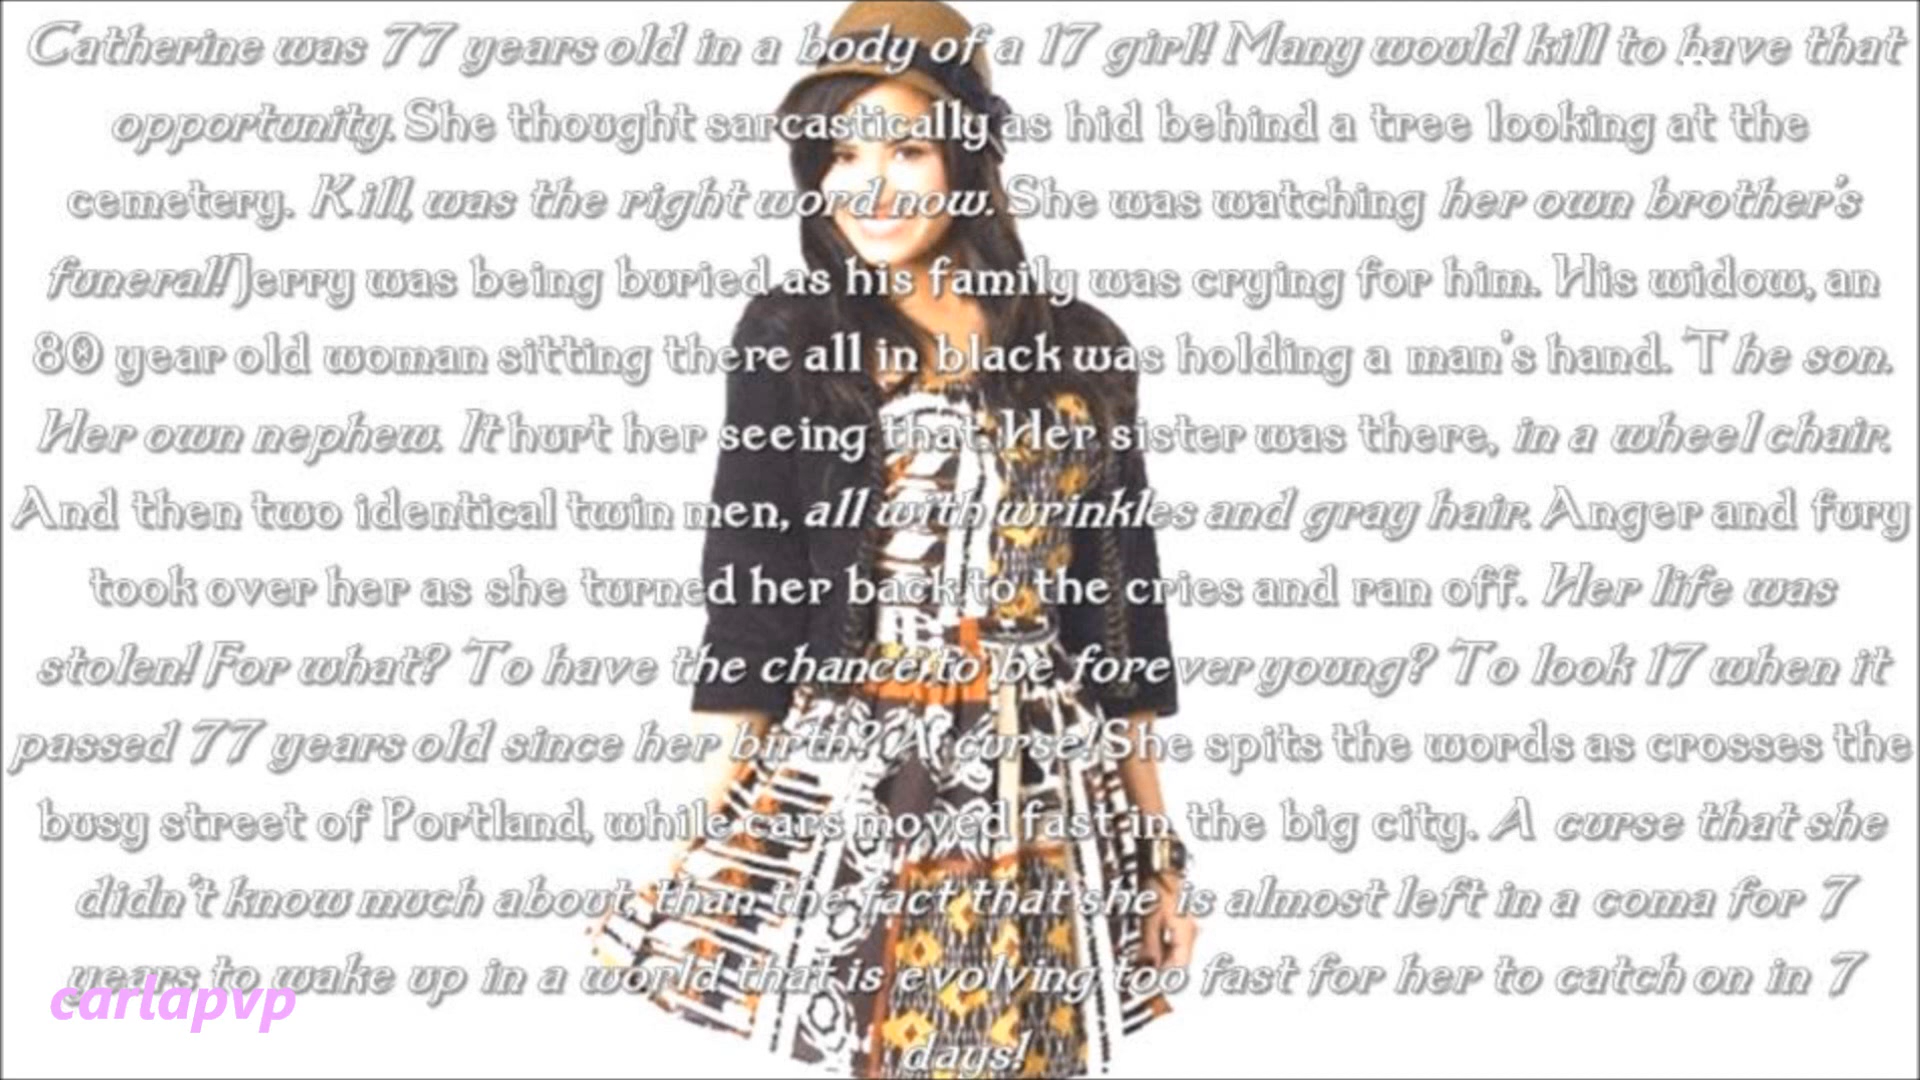 Catherine was 77 years old in a body of a 17 girl! Many would kill to have that
opportunity. She thought sarcastically as hid behind a tree looking at the
cemetery. Kill, was the right word now. She was watching her own brother's
funeral! Jerry was being buried as his family was crying for him. His widow, an
80 year old woman sitting there all in black was holding a man's hand. The son.
Her own nephew. It hurt her seeing that. Her sister was there, in a wheel chair.
And then two identical twin men, all with wrinkles and gray hair. Anger and fury
took over her as she turned her back to the cries and ran off. Her life was
stolen! For what? To have the chance to be forever young? To look 17 when it
passed 77 years old since her birth? A curse! She spits the words as crosses the
busy street of Portland, while cars moved fast in the big city. A curse that she
didn't know much about, than the fact that she is almost left in a coma for 7
years to wake up in a world that is evolving too fast for her to catch on in 7
days!
carlapvp